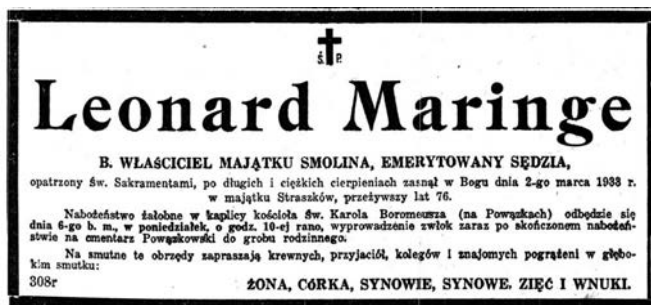 Ś. P.
Leonard Maringe
B. WŁAŚCICIEL MAJĄTKU SMOLINA, EMERYTOWANY SĘDZIA,
opatrzony Św. Sakramentami, po długich i ciężkich cierpieniach zasnął w Bogu dnia 2-go marca 1933 r.
w majątku Straszków, przeżywszy lat 76.
Nabożeństwo żałobne w kaplicy kościoła Św. Karola Boromeusza (na Powązkach) odbędzie się
dnia 6-go b. m., w poniedziałek, o godz. 10-ej rano, wyprowadzenie zwłok zaraz po skończonem nabożeń-
stwie na cmentarz Powązkowski do grobu rodzinnego.
Na smutne te obrzędy zapraszają krewnych, przyjaciół, kolegów i znajomych pogrążeni w głębo-
kim smutku:
308r ŻONA, CÓRKA, SYNOWIE, SYNOWE, ZIĘĆ I WNUKI.